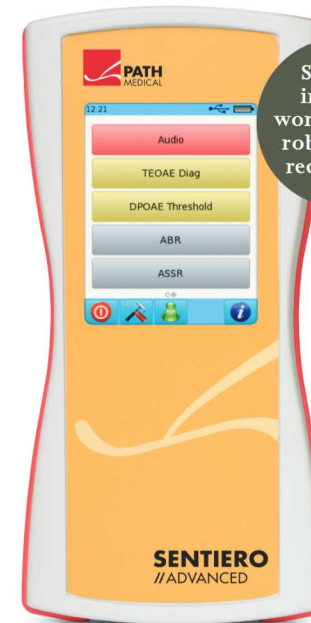 PATH
MEDICAL
12:21
Audio
TEOAE Diag
DPOAE Threshold
ABR
ASSR
i
SENTIERO
//ADVANCED